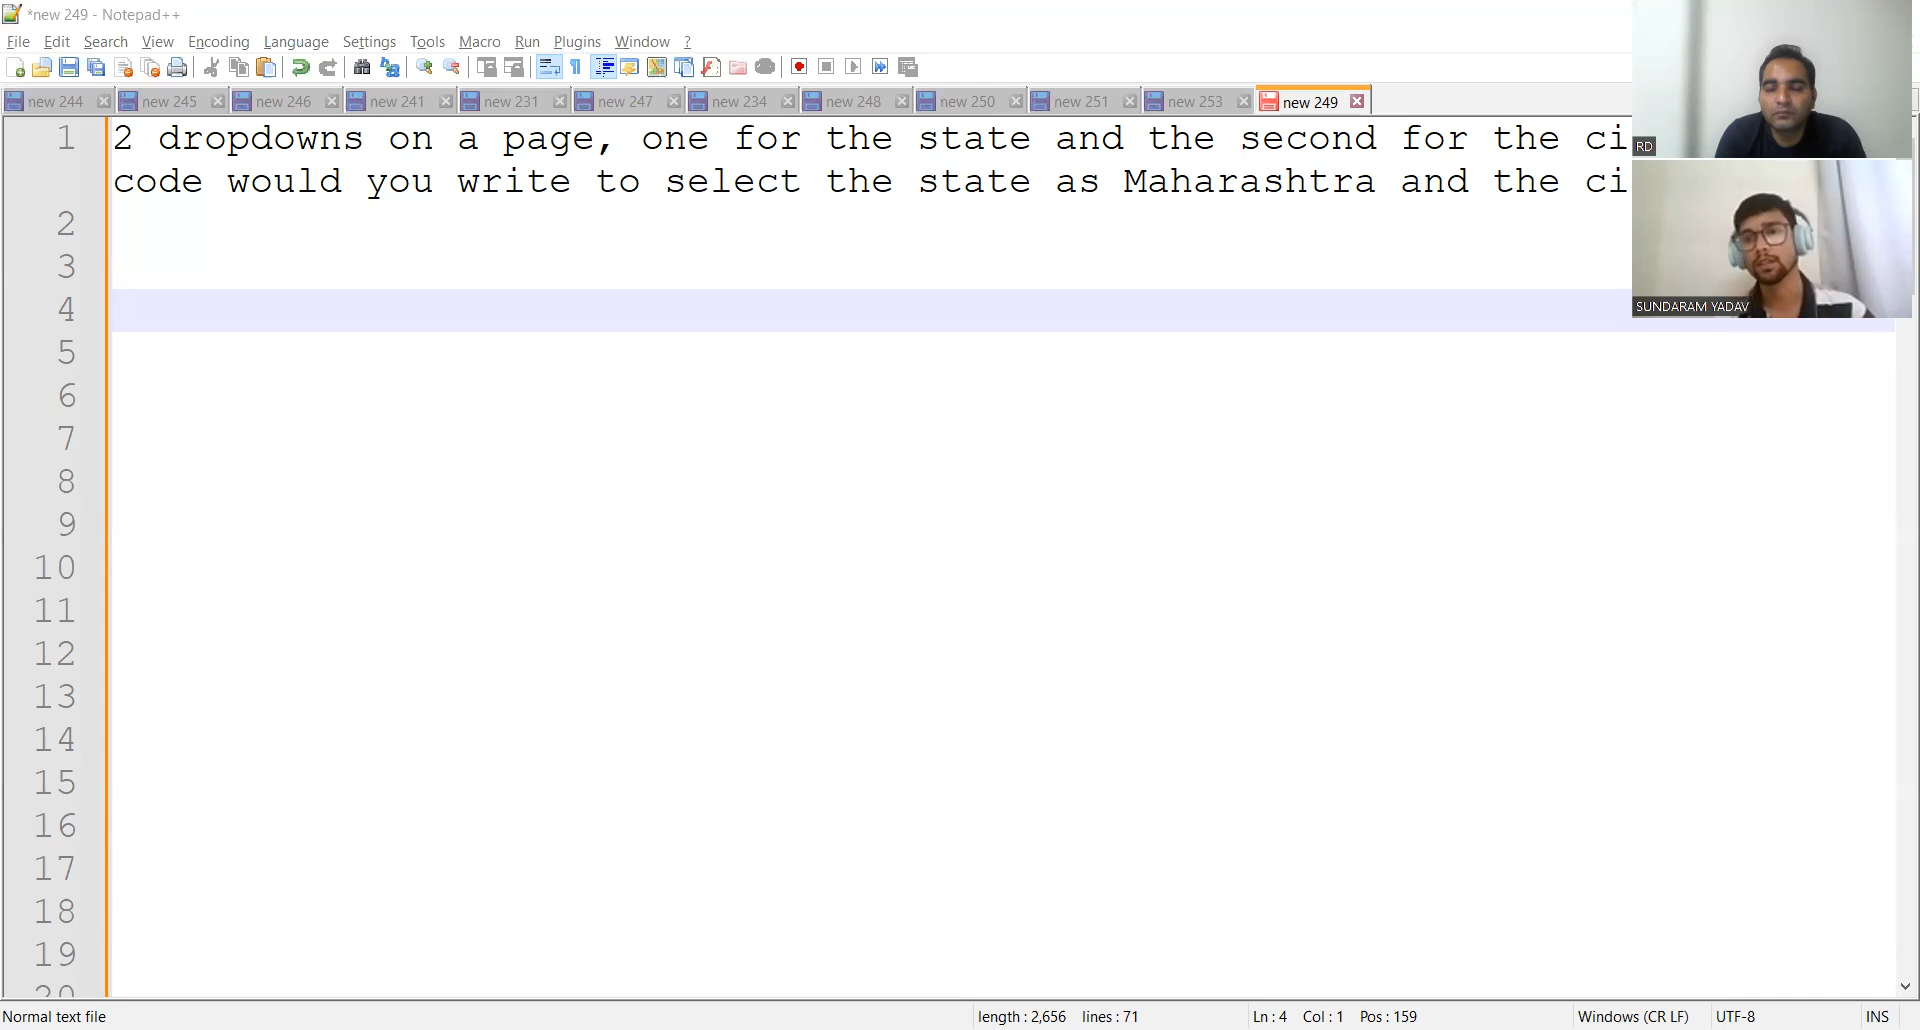 *new 249 - Notepad++
File Edit Search View Encoding Language Settings Tools Macro Run Plugins Window ?
new 244 new 245 new 246 new 241 new 231 new 247 new 234 new 248 new 250 new 251 new 253 new 249
1 2 dropdowns on a page, one for the state and the second for the ci
code would you write to select the state as Maharashtra and the ci
2
3
4
5
6
7
8
9
10
11
12
13
14
15
16
17
18
19
20
RD
SUNDARAM YADAV
Normal text file length : 2,656 lines : 71 Ln : 4 Col : 1 Pos : 159 Windows (CR LF) UTF-8 INS